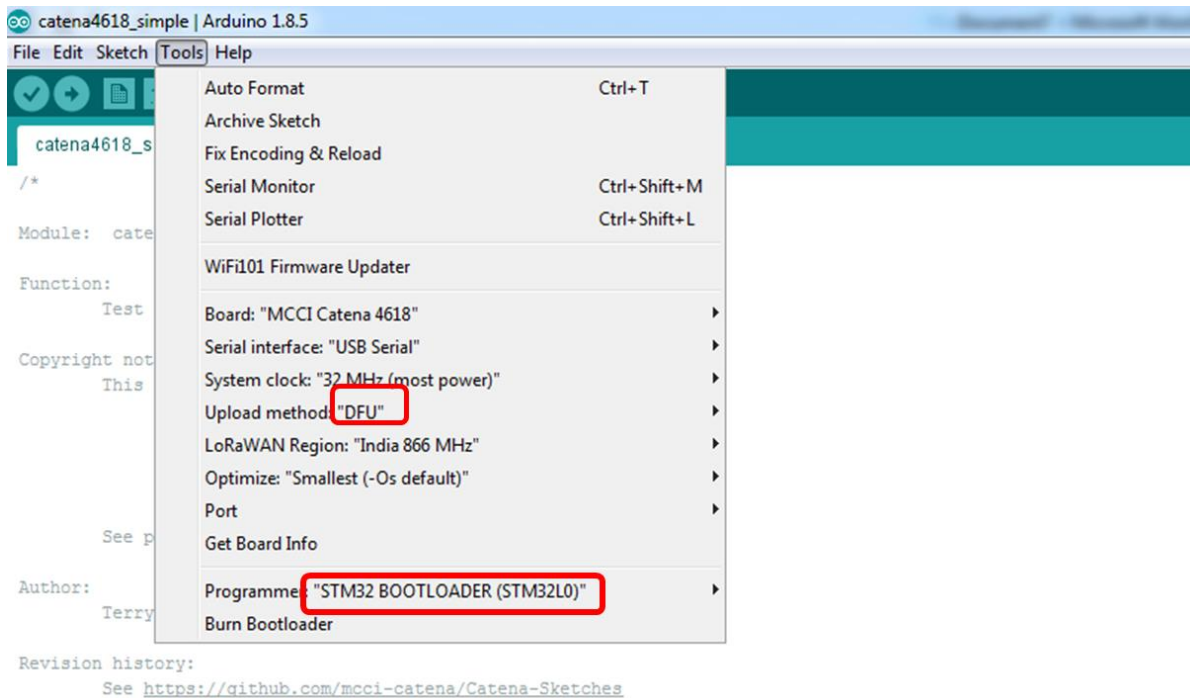 catena4618_simple | Arduino 1.8.5
File Edit Sketch Tools Help
Auto Format Ctrl+T
Archive Sketch
catena4618_s
Fix Encoding & Reload
/*
Serial Monitor Ctrl+Shift+M
Serial Plotter Ctrl+Shift+L
Module: cate
WiFi101 Firmware Updater
Function:
Test
Board: "MCCI Catena 4618"
Serial interface: "USB Serial"
Copyright not
This
System clock: "32 MHz (most power)"
Upload method: "DFU"
LoRaWAN Region: "India 866 MHz"
Optimize: "Smallest (-Os default)"
Port
See p
Get Board Info
Author:
Programmer: "STM32 BOOTLOADER (STM32L0)"
Terry
Burn Bootloader
Revision history:
See https://github.com/mcci-catena/Catena-Sketches